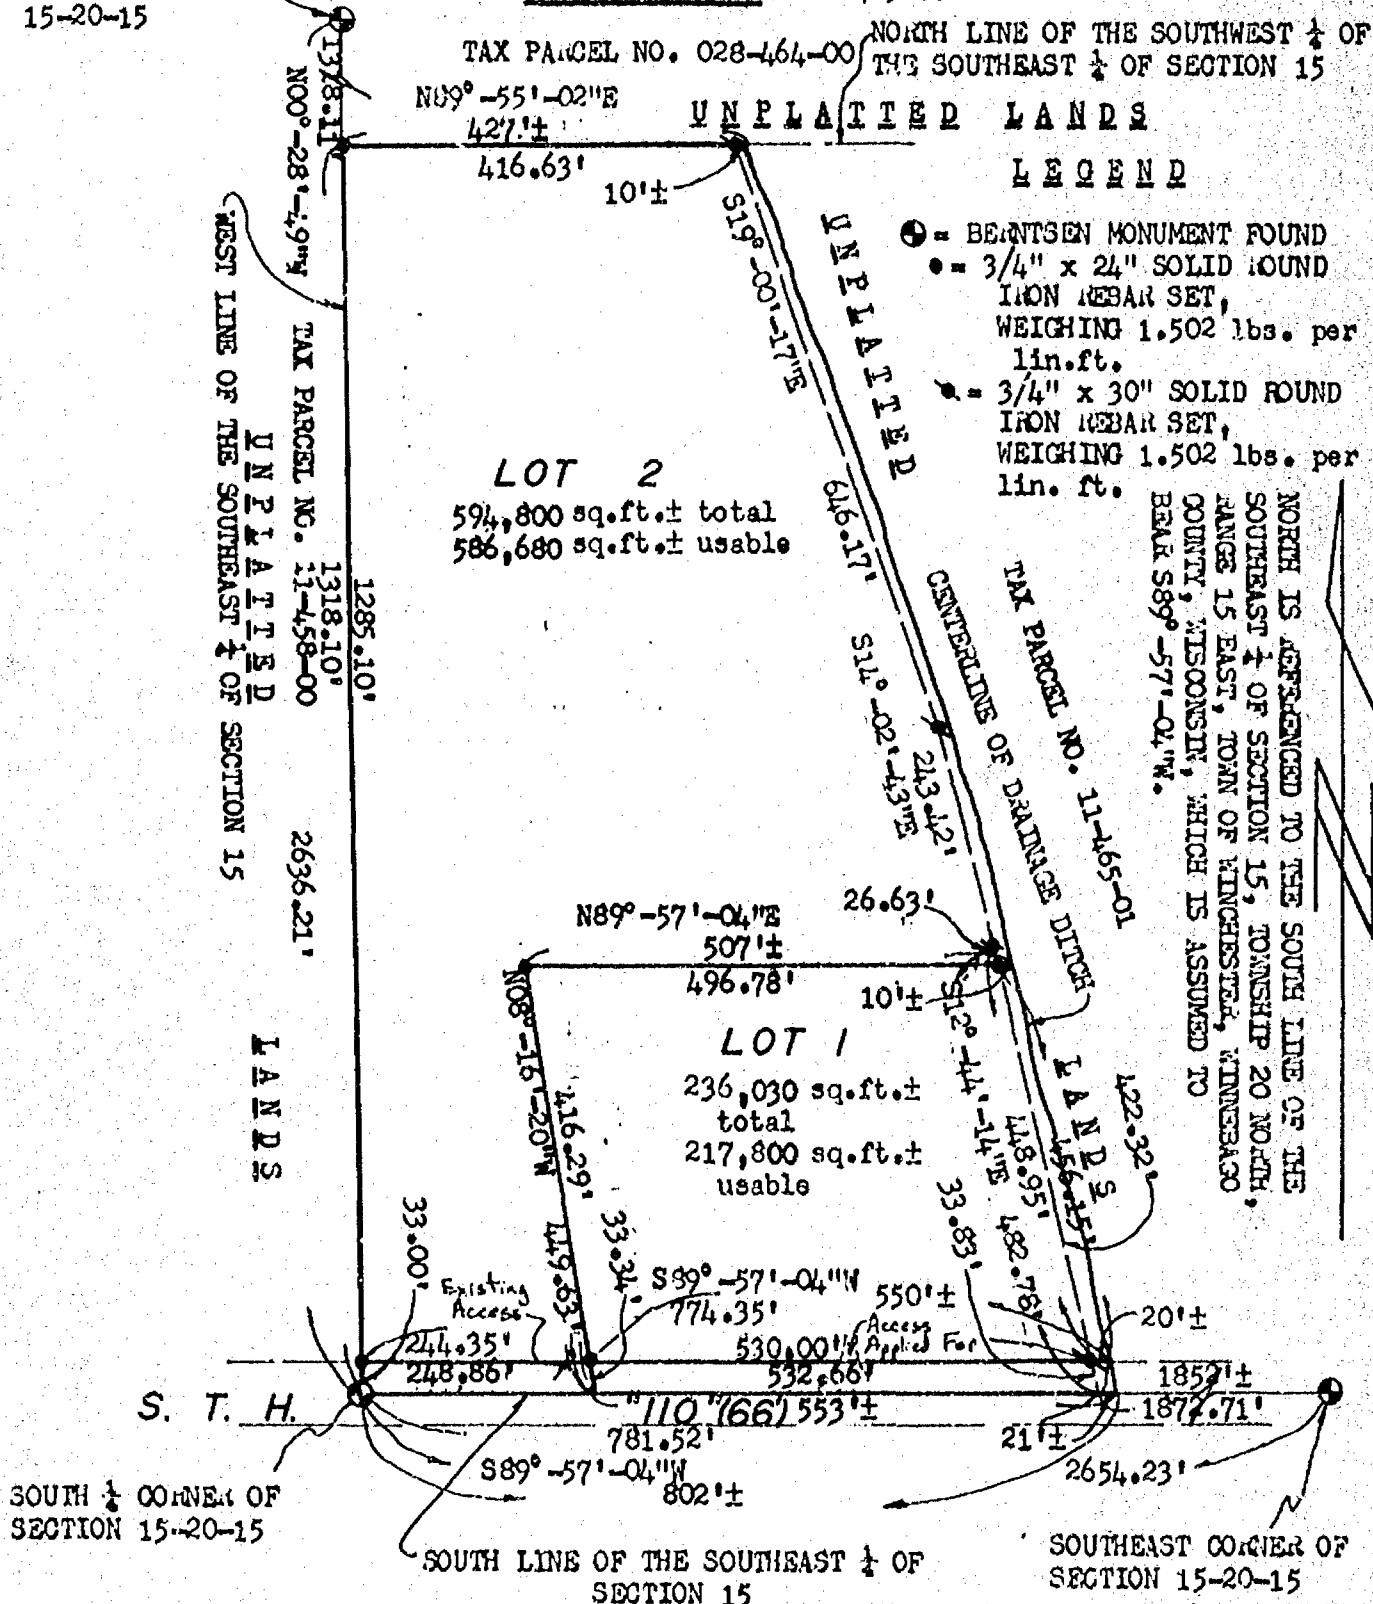 15-20-15
TAX PARCEL NO. 028-464-00
NORTH LINE OF THE SOUTHWEST ¼ OF
THE SOUTHEAST ¼ OF SECTION 15
1318.11
N89°-55'-02"E
427.'±
416.63'
10'±
UNPLATTED LANDS
LEGEND
= BERNTSEN MONUMENT FOUND
= 3/4" x 24" SOLID ROUND
IRON REBAR SET,
WEIGHING 1.502 lbs. per
lin.ft.
= 3/4" x 30" SOLID ROUND
IRON REBAR SET,
WEIGHING 1.502 lbs. per
lin. ft.
N00°-28'-49"W
WEST LINE OF THE SOUTHEAST ¼ OF SECTION 15
TAX PARCEL NO. 11-458-00
UNPLATTED
LANDS
1285.10'
1318.10'
2636.21'
S19°-00'-17"E
646.17'
UNPLATTED
LOT 2
594,800 sq.ft.± total
586,680 sq.ft.± usable
S14°-02'-43"E
243.42'
CENTERLINE OF DRAINAGE DITCH
TAX PARCEL NO. 11-465-01
NORTH IS REFERENCED TO THE SOUTH LINE OF THE
SOUTHEAST ¼ OF SECTION 15, TOWNSHIP 20 NORTH,
RANGE 15 EAST, TOWN OF WINCHESTER, WINNEBAGO
COUNTY, WISCONSIN, WHICH IS ASSUMED TO
BEAR S89°-57'-04"W.
N89°-57'-04"E
507'±
496.78'
26.63'
10'±
LOT 1
236,030 sq.ft.±
total
217,800 sq.ft.±
usable
N08°-16'-20"W
416.29'
449.63'
33.34'
S12°-44'-14"E
448.95'
482.78'
456.15'
422.32'
LANDS
33.83'
33.00'
Existing
Access
S89°-57'-04"W
774.35'
550'±
Access
Applied For
20'±
244.35'
530.00'
248.86'
532.66'
1852'±
S. T. H. "110"(66')
553'±
1872.71'
781.52'
21'±
S89°-57'-04"W
802'±
2654.23'
SOUTH ¼ CORNER OF
SECTION 15-20-15
SOUTH LINE OF THE SOUTHEAST ¼ OF
SECTION 15
SOUTHEAST CORNER OF
SECTION 15-20-15